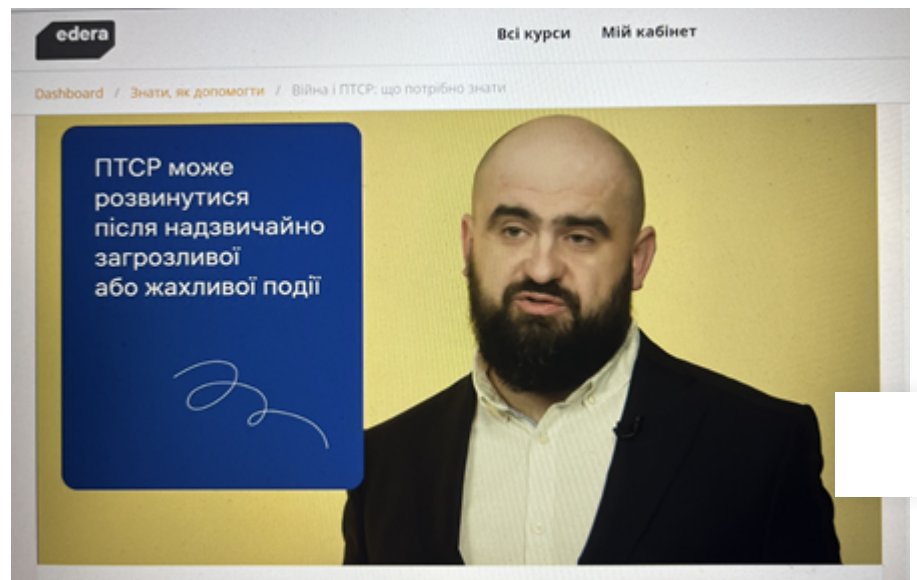 edera
Всі курси Мій кабінет
Dashboard / Знати, як допомогти / Війна і ПТСР: що потрібно знати
ПТСР може
розвинутися
після надзвичайно
загрозливої
або жахливої події